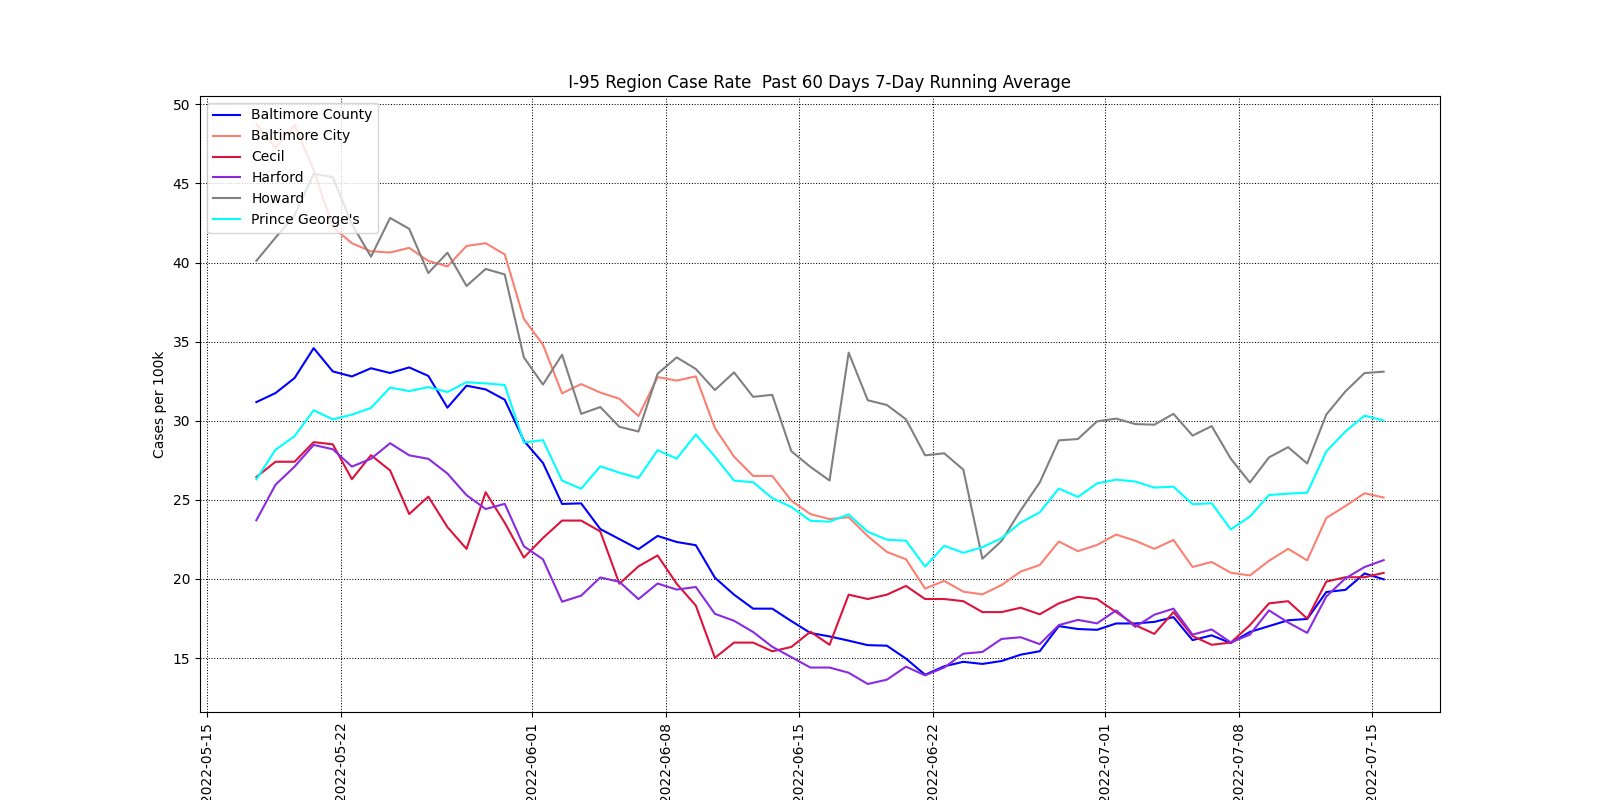 I-95 Region Case Rate  Past 60 Days 7-Day Running Average
Baltimore County
Baltimore City
Cecil
Harford
Howard
Prince George's
Cases per 100k
50
45
40
35
30
25
20
15
2022-05-15
2022-05-22
2022-06-01
2022-06-08
2022-06-15
2022-06-22
2022-07-01
2022-07-08
2022-07-15